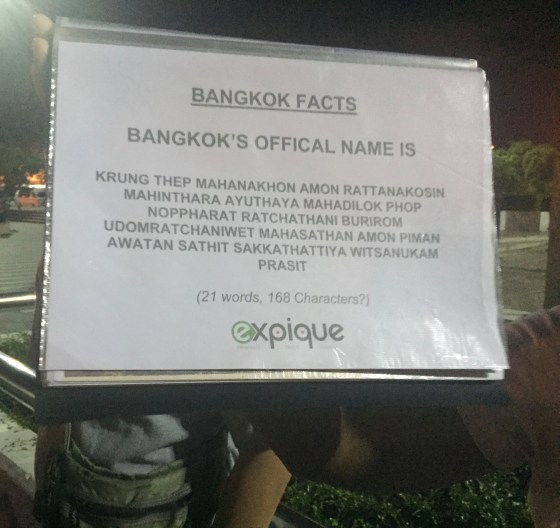 BANGKOK FACTS
BANGKOK'S OFFICAL NAME IS
KRUNG THEP MAHANAKHON AMON RATTANAKOSIN
MAHINTHARA AYUTHAYA MAHADILOK PHOP
NOPPHARAT RATCHATHANI BURIROM
UDOMRATCHANIWET MAHASATHAN AMON PIMAN
AWATAN SATHIT SAKKATHATTIYA WITSANUKAM
PRASIT
(21 words, 168 Characters?)
expique